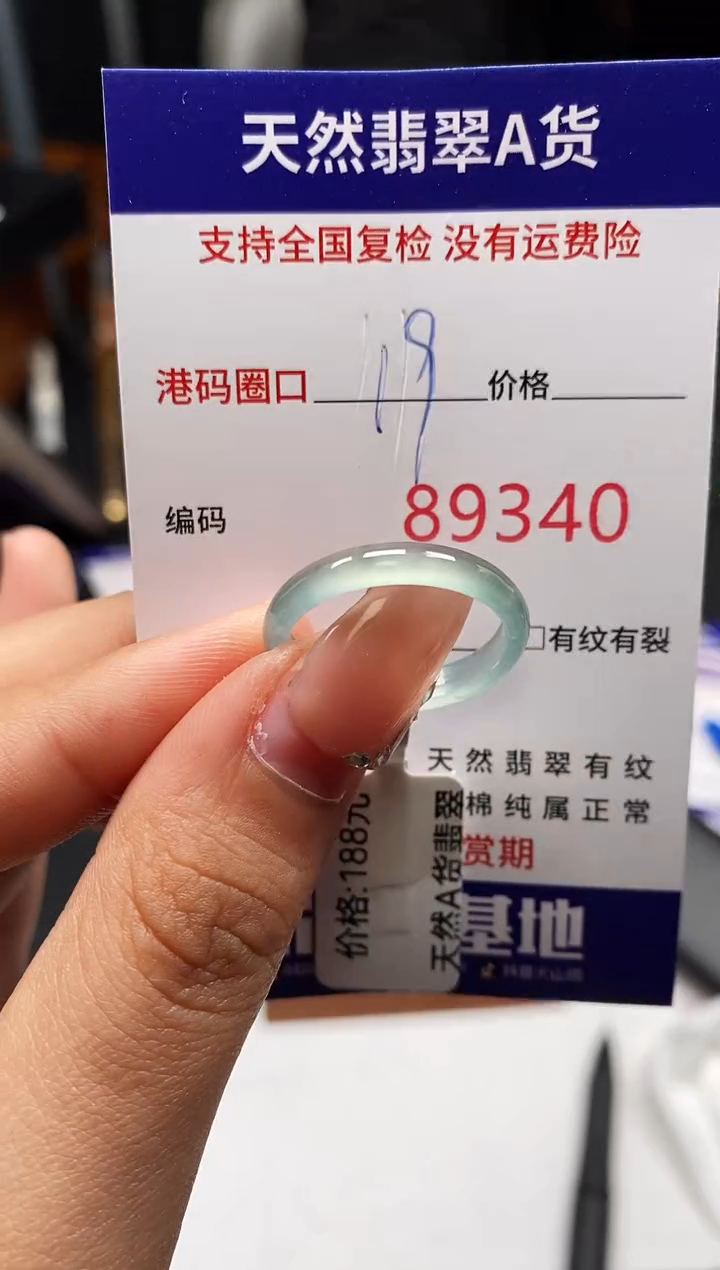 天然翡翠A货
支持全国复检 没有运费险
港码圈口 19 价格
编码 89340
□有纹有裂
天然翡翠有纹
棉纯属正常
赏期
基地
价格:188元
天然A货翡翠